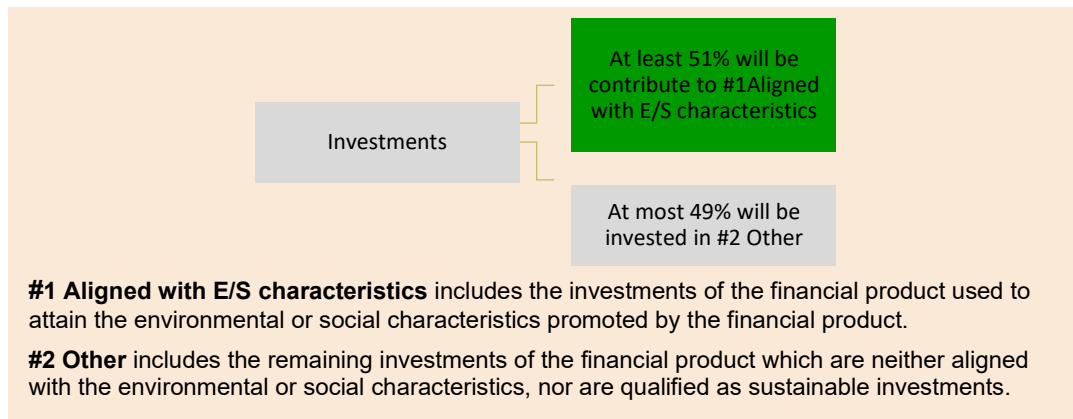 At least 51% will be
contribute to #1Aligned
with E/S characteristics
Investments
At most 49% will be
invested in #2 Other
#1 Aligned with E/S characteristics includes the investments of the financial product used to
attain the environmental or social characteristics promoted by the financial product.
#2 Other includes the remaining investments of the financial product which are neither aligned
with the environmental or social characteristics, nor are qualified as sustainable investments.